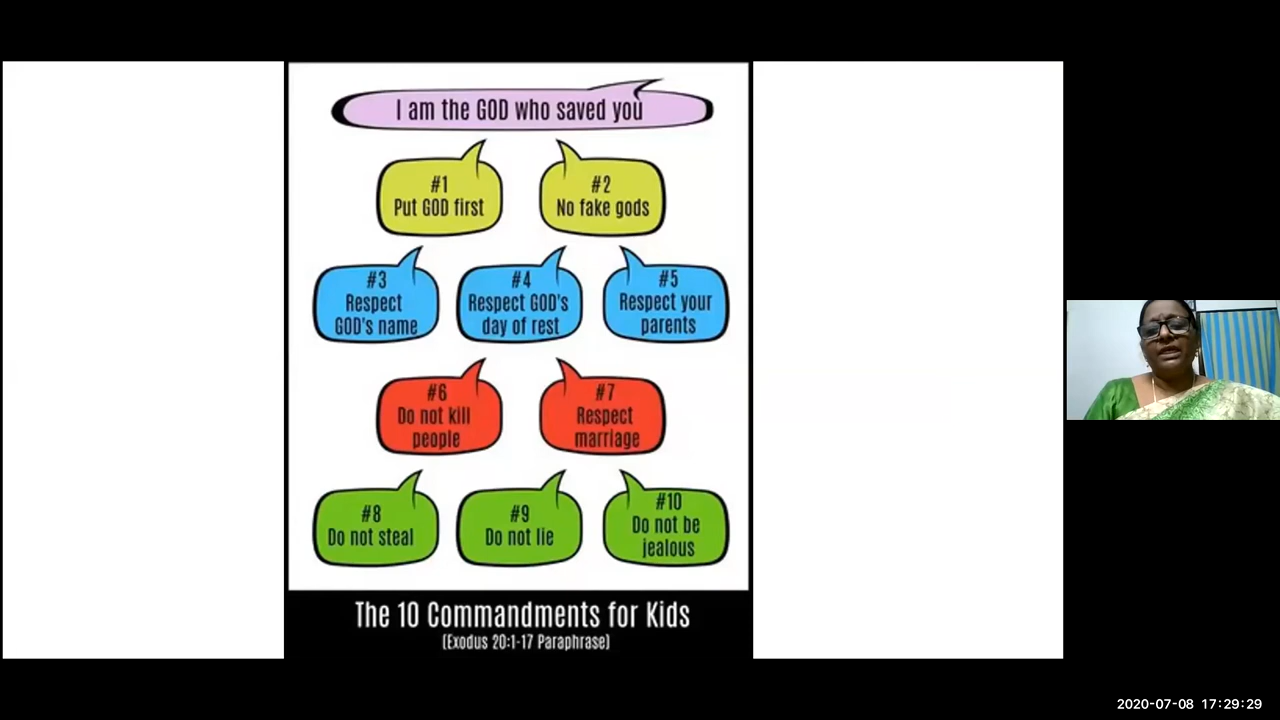 I am the GOD who saved you
#1
Put GOD first
#2
No fake gods
#3
Respect
GOD's name
#4
Respect GOD's
day of rest
#5
Respect your
parents
#6
Do not kill
people
#7
Respect
marriage
#8
Do not steal
#9
Do not lie
#10
Do not be
jealous
The 10 Commandments for Kids
(Exodus 20:1-17 Paraphrase)
2020-07-08 17:29:29